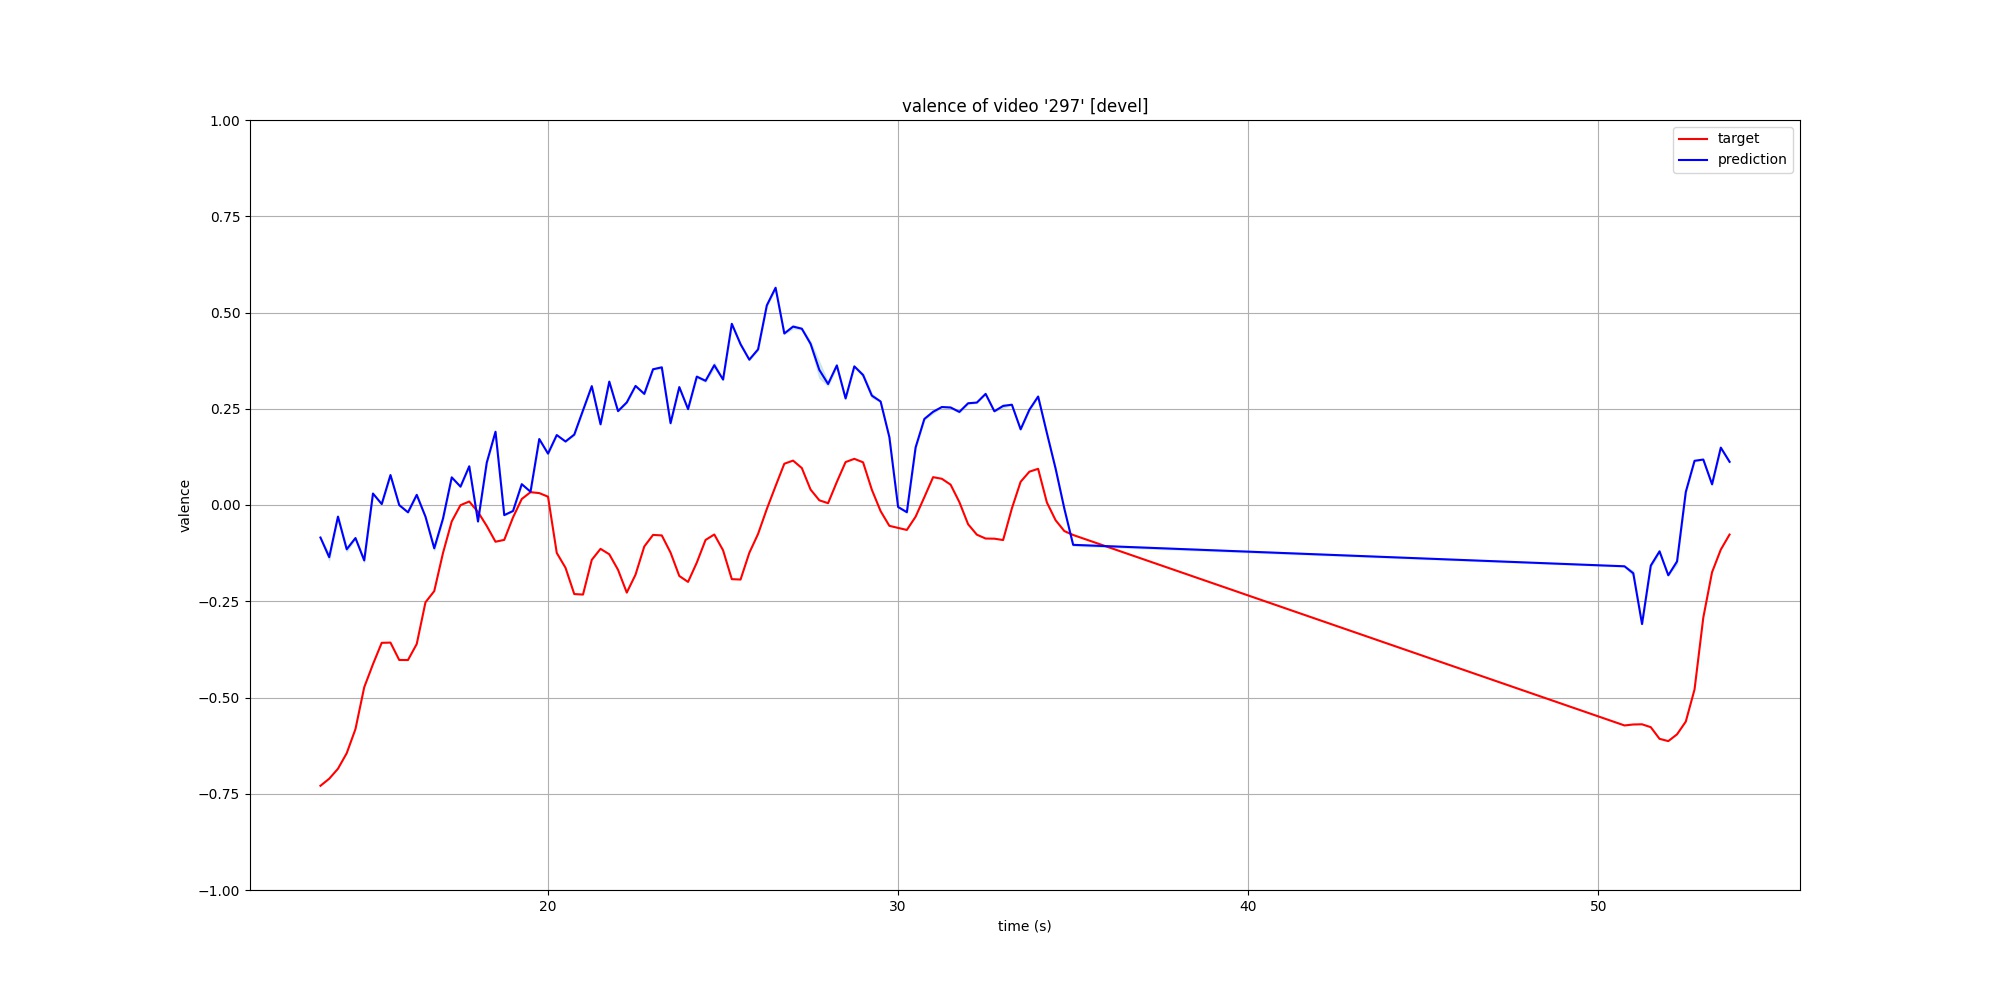 valence of video '297' [devel]
1.00
0.75
0.50
0.25
0.00
−0.25
−0.50
−0.75
−1.00
valence
target
prediction
20
30
40
50
time (s)